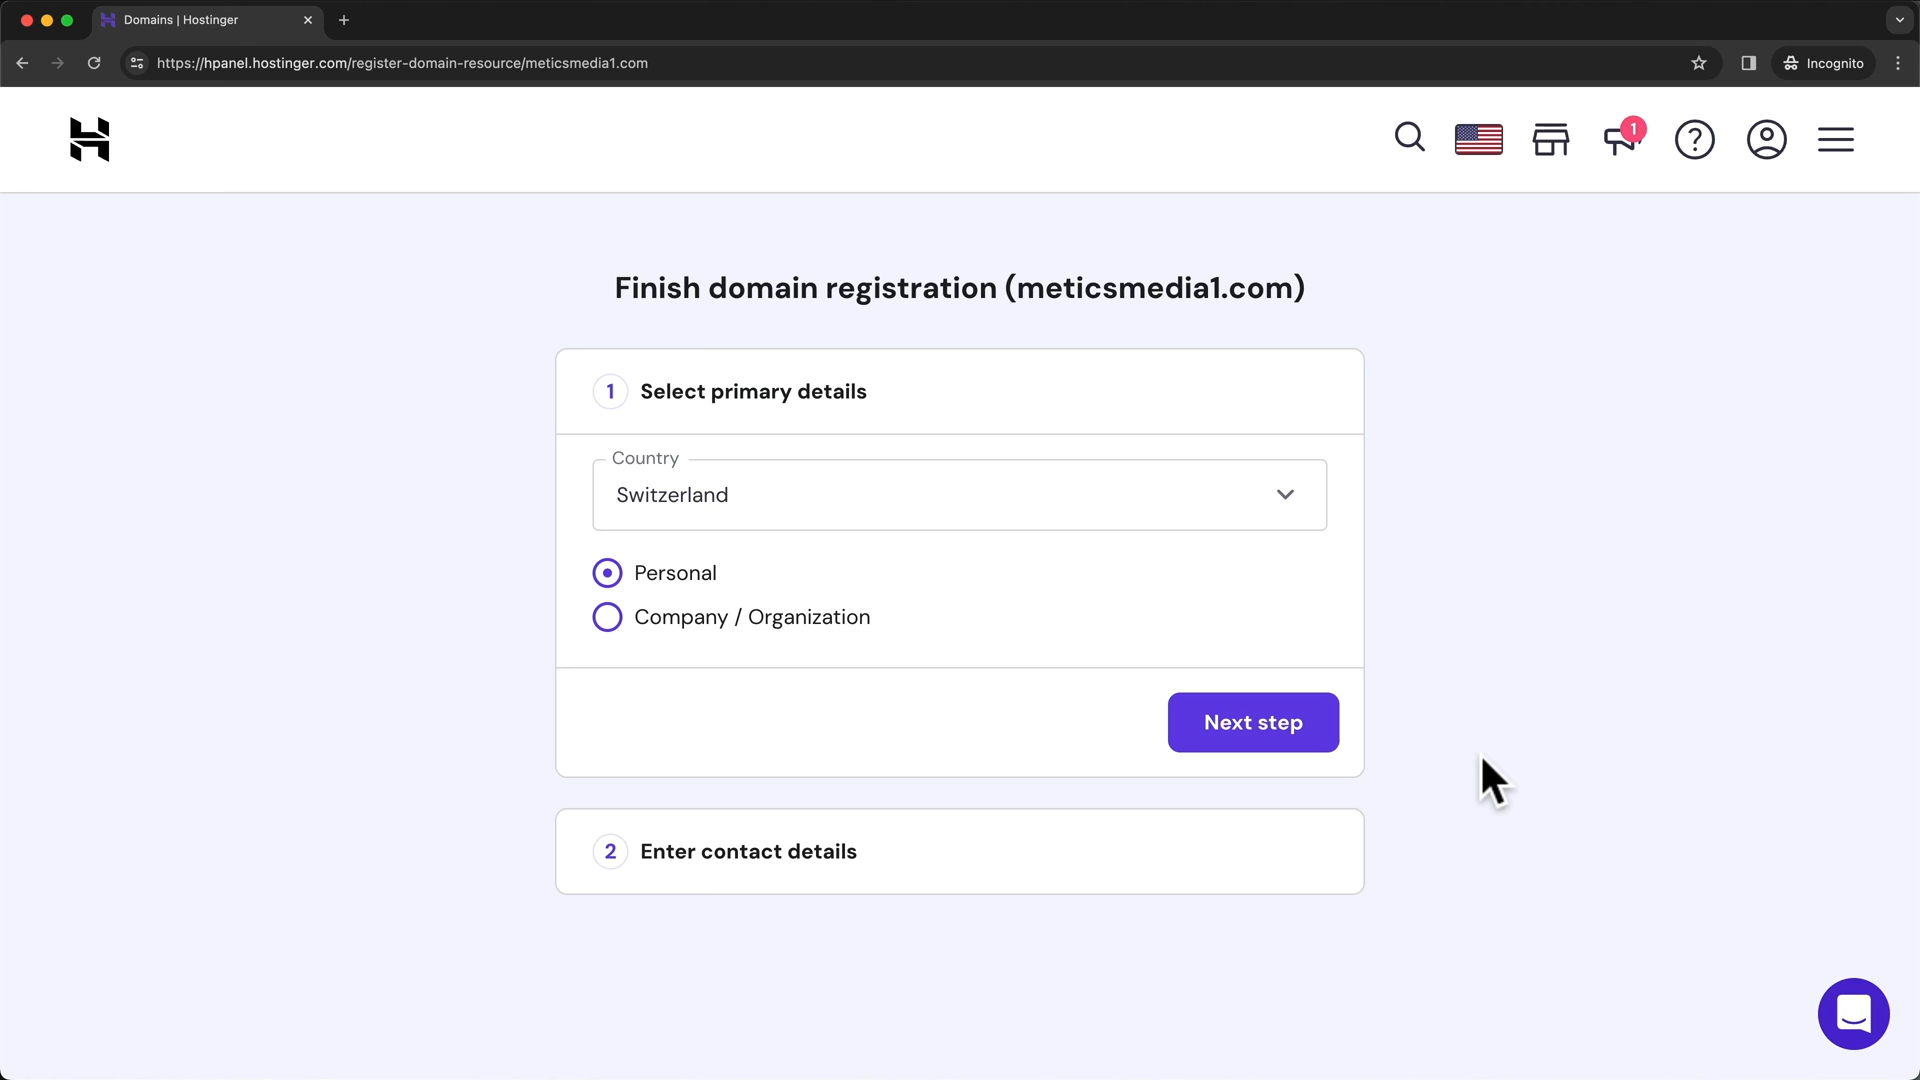 Domains | Hostinger
https://hpanel.hostinger.com/register-domain-resource/meticsmedia1.com
Incognito
1
Finish domain registration (meticsmedia1.com)
1 Select primary details
Country
Switzerland
Personal
Company / Organization
Next step
2 Enter contact details